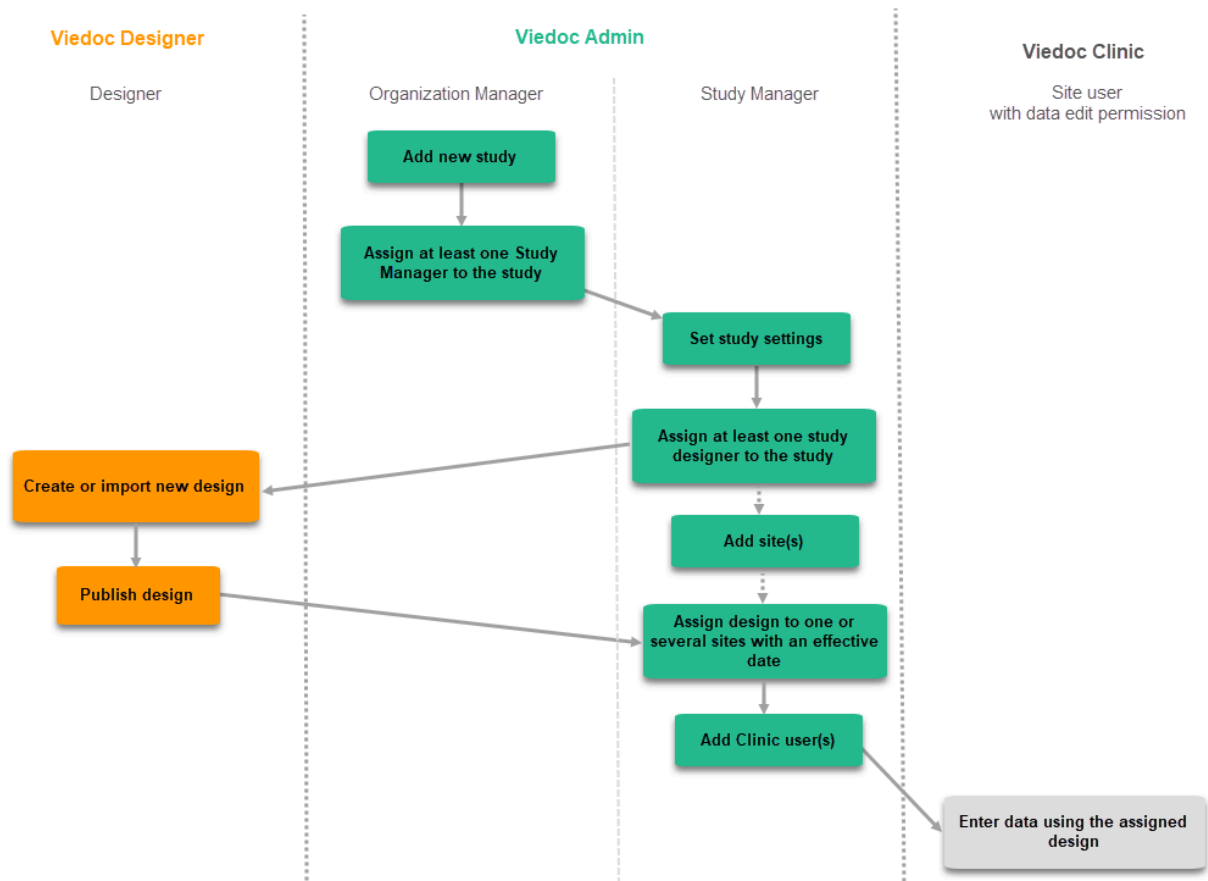 Viedoc Designer
Viedoc Admin
Viedoc Clinic
Designer
Organization Manager
Study Manager
Site user
with data edit permission
Add new study
Assign at least one Study
Manager to the study
Set study settings
Assign at least one study
designer to the study
Create or import new design
Add site(s)
Publish design
Assign design to one or
several sites with an effective
date
Add Clinic user(s)
Enter data using the assigned
design